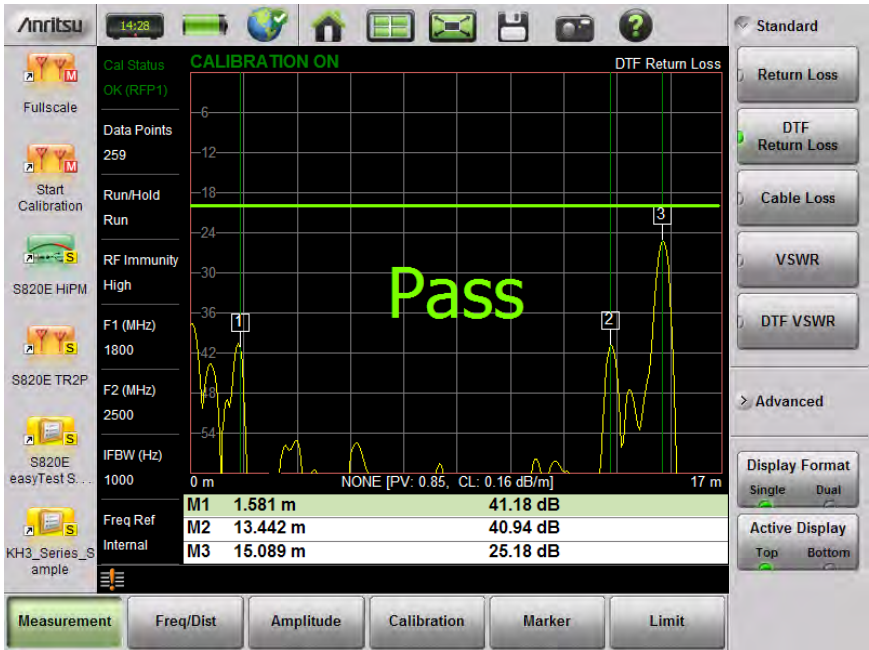 Anritsu
14:28
?
Standard
Fullscale
M
Start
Calibration
M
S820E HiPM
S
S820E TR2P
S
S820E
easyTest S. . .
S
KH3_Series_S
ample
S
Cal Status
OK (RFP1)
Data Points
259
Run/Hold
Run
RF Immunity
High
F1 (MHz)
1800
F2 (MHz)
2500
IFBW (Hz)
1000
Freq Ref
Internal
CALIBRATION ON
DTF Return Loss
-6
-12
-18
-24
-30
-36
-42
-48
-54
1
2
3
Pass
0 m
NONE [PV: 0.85, CL: 0.16 dB/m]
17 m
M1 1.581 m 41.18 dB
M2 13.442 m 40.94 dB
M3 15.089 m 25.18 dB
Return Loss
DTF
Return Loss
Cable Loss
VSWR
DTF VSWR
> Advanced
Display Format
Single Dual
Active Display
Top Bottom
Measurement
Freq/Dist
Amplitude
Calibration
Marker
Limit